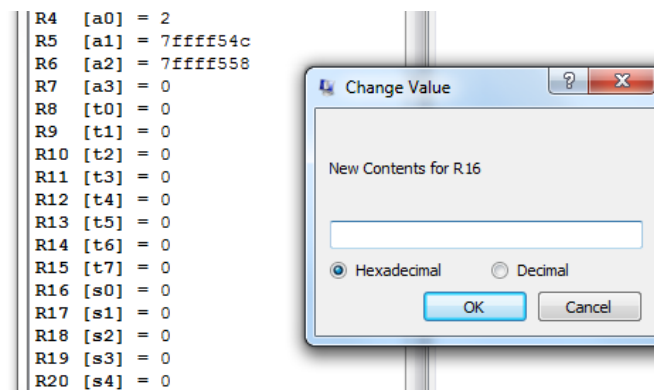 R4 [a0] = 2
R5 [a1] = 7ffff54c
R6 [a2] = 7ffff558
R7 [a3] = 0
R8 [t0] = 0
R9 [t1] = 0
R10 [t2] = 0
R11 [t3] = 0
R12 [t4] = 0
R13 [t5] = 0
R14 [t6] = 0
R15 [t7] = 0
R16 [s0] = 0
R17 [s1] = 0
R18 [s2] = 0
R19 [s3] = 0
R20 [s4] = 0
Change Value
New Contents for R16
Hexadecimal Decimal
OK Cancel